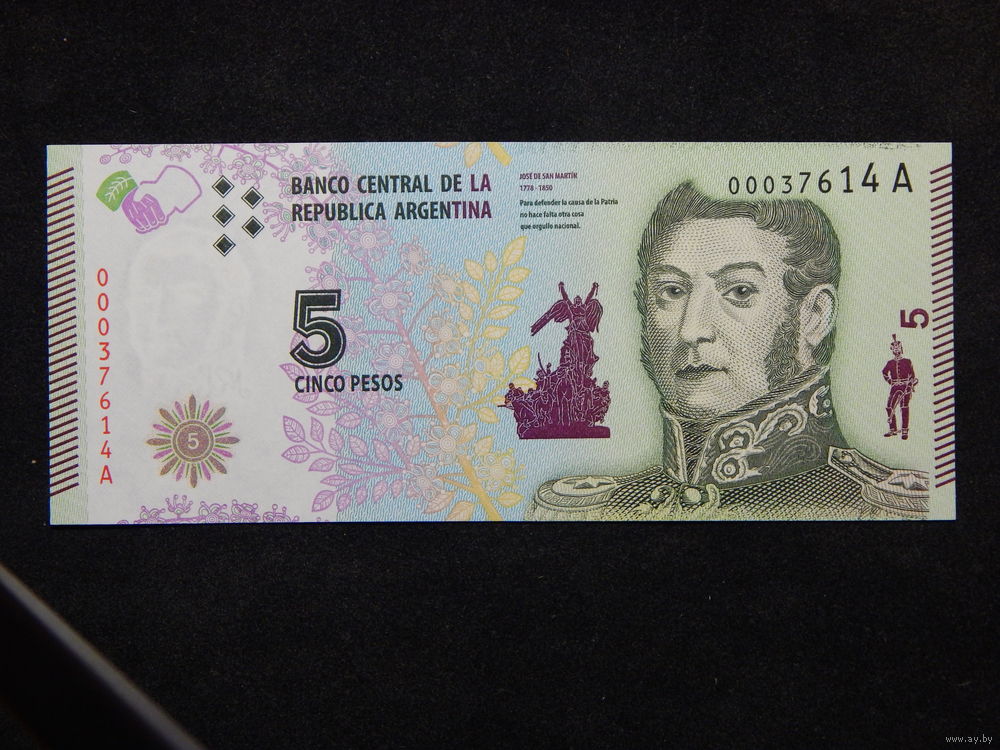 BANCO CENTRAL DE LA
REPUBLICA ARGENTINA
JOSÉ DE SAN MARTÍN
1778 - 1850
Para defender la causa de la Patria
no hace falta otra cosa
que orgullo nacional.
00037614 A
00037614A
5
CINCO PESOS
5
5
www.ay.by